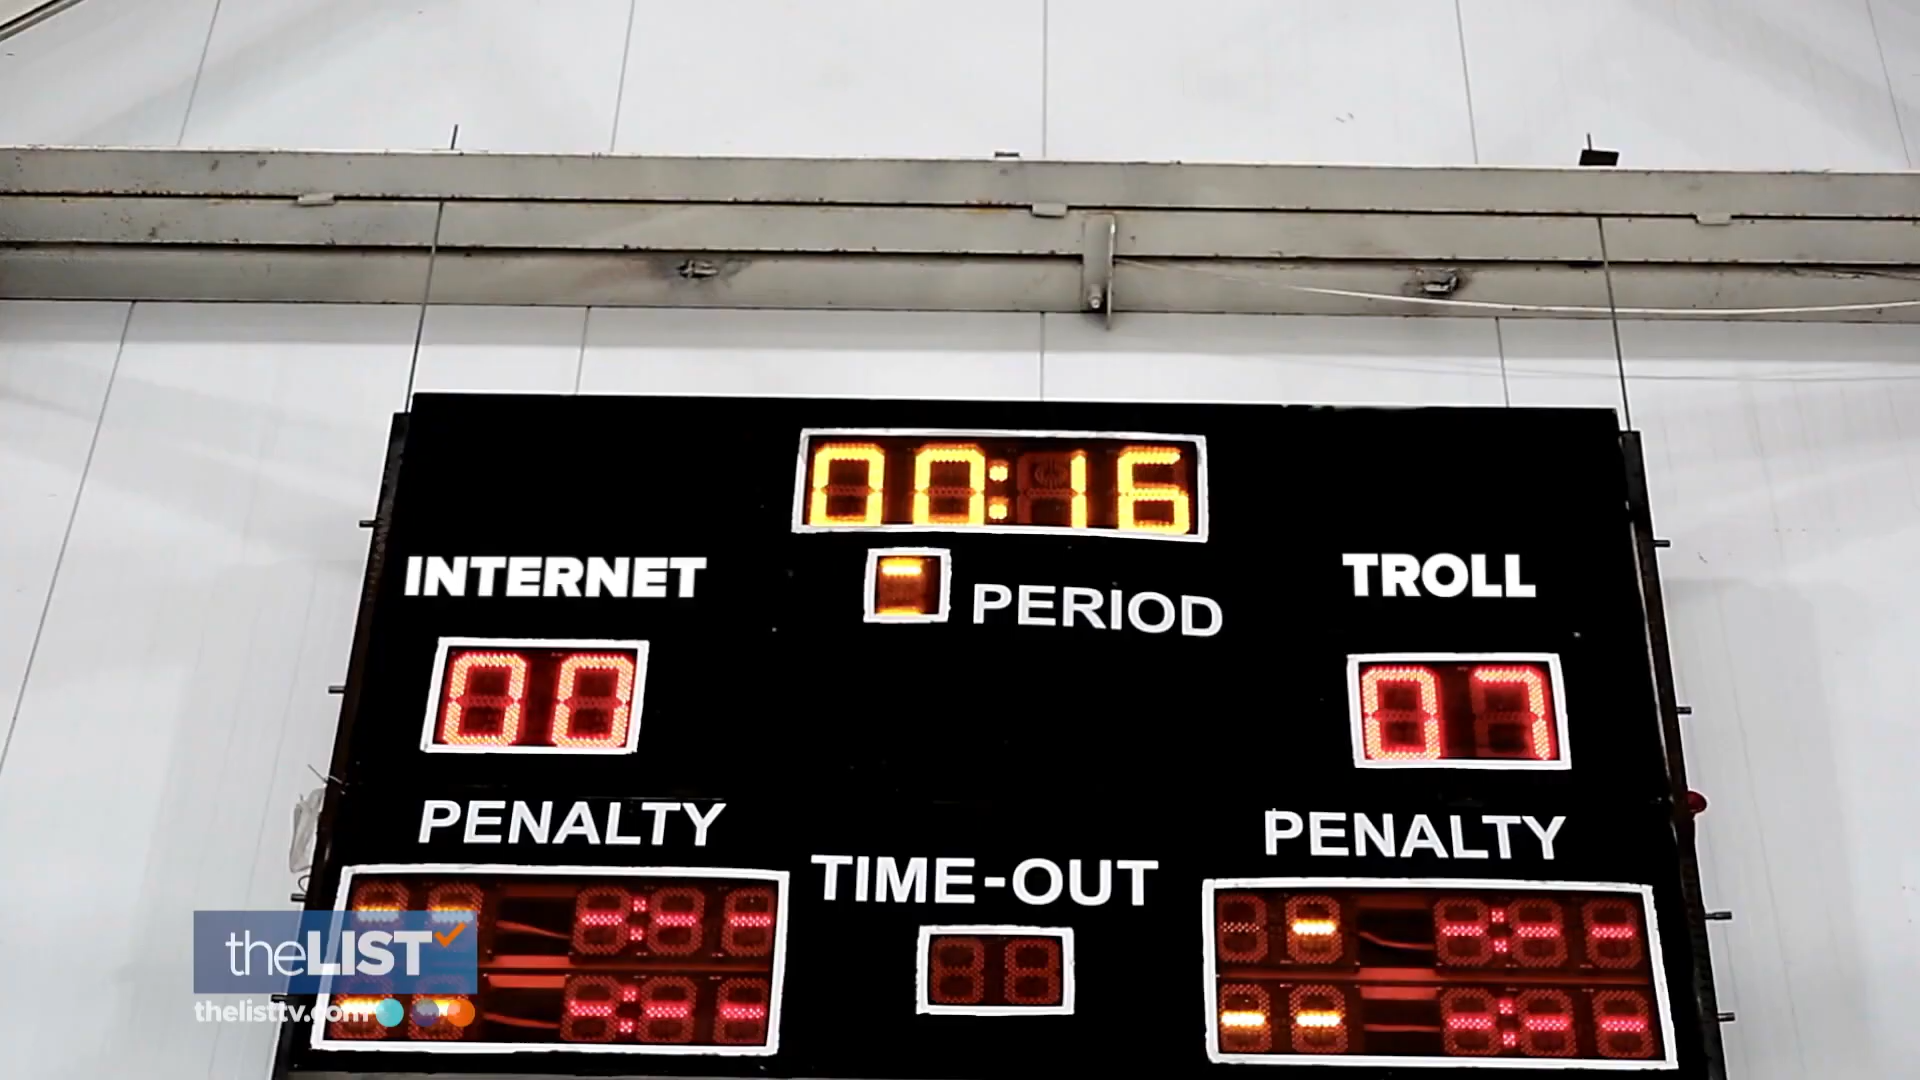 00:16
INTERNET
PERIOD
TROLL
00
07
PENALTY
PENALTY
TIME-OUT
theLIST
thelisttv.com